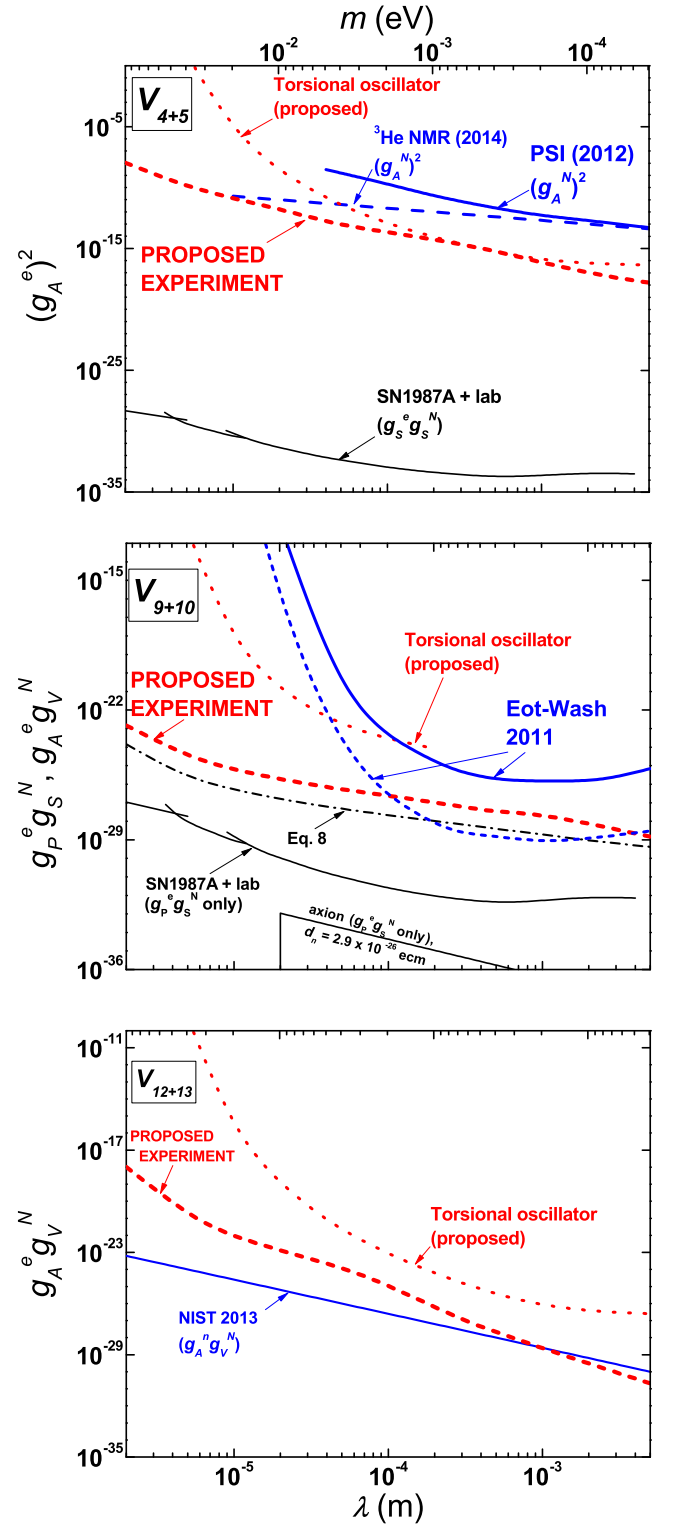 m (eV)
10⁻² 10⁻³ 10⁻⁴
V₄₊₅
Torsional oscillator
(proposed)
³He NMR (2014)
(g_A^N)²
PSI (2012)
(g_A^N)²
10⁻⁵
10⁻¹⁵
10⁻²⁵
10⁻³⁵
(g_A^e)²
PROPOSED
EXPERIMENT
SN1987A + lab
(g_S^e g_S^N)
V₉₊₁₀
10⁻¹⁵
10⁻²²
10⁻²⁹
10⁻³⁶
g_P^e g_S^N , g_A^e g_V^N
Torsional oscillator
(proposed)
PROPOSED
EXPERIMENT
Eot-Wash
2011
Eq. 8
SN1987A + lab
(g_P^e g_S^N only)
axion (g_P^e g_S^N only),
d_n = 2.9 x 10⁻²⁶ ecm
V₁₂₊₁₃
10⁻¹¹
10⁻¹⁷
10⁻²³
10⁻²⁹
10⁻³⁵
g_A^e g_V^N
PROPOSED
EXPERIMENT
Torsional oscillator
(proposed)
NIST 2013
(g_A^n g_V^N)
10⁻⁵ 10⁻⁴ 10⁻³
λ (m)